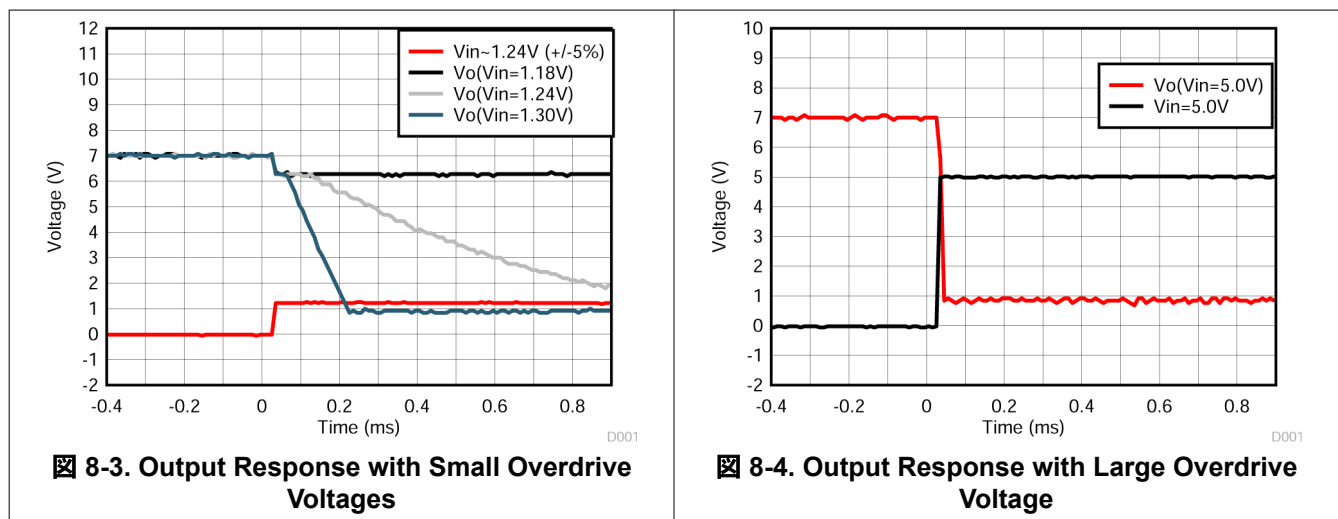 12
11
10
9
8
7
6
5
4
3
2
1
0
-1
-2
Voltage (V)
Vin~1.24V (+/-5%)
Vo(Vin=1.18V)
Vo(Vin=1.24V)
Vo(Vin=1.30V)
-0.4 -0.2 0 0.2 0.4 0.6 0.8
Time (ms)
D001
図 8-3. Output Response with Small Overdrive
Voltages
10
9
8
7
6
5
4
3
2
1
0
-1
-2
Voltage (V)
Vo(Vin=5.0V)
Vin=5.0V
-0.4 -0.2 0 0.2 0.4 0.6 0.8
Time (ms)
D001
図 8-4. Output Response with Large Overdrive
Voltage